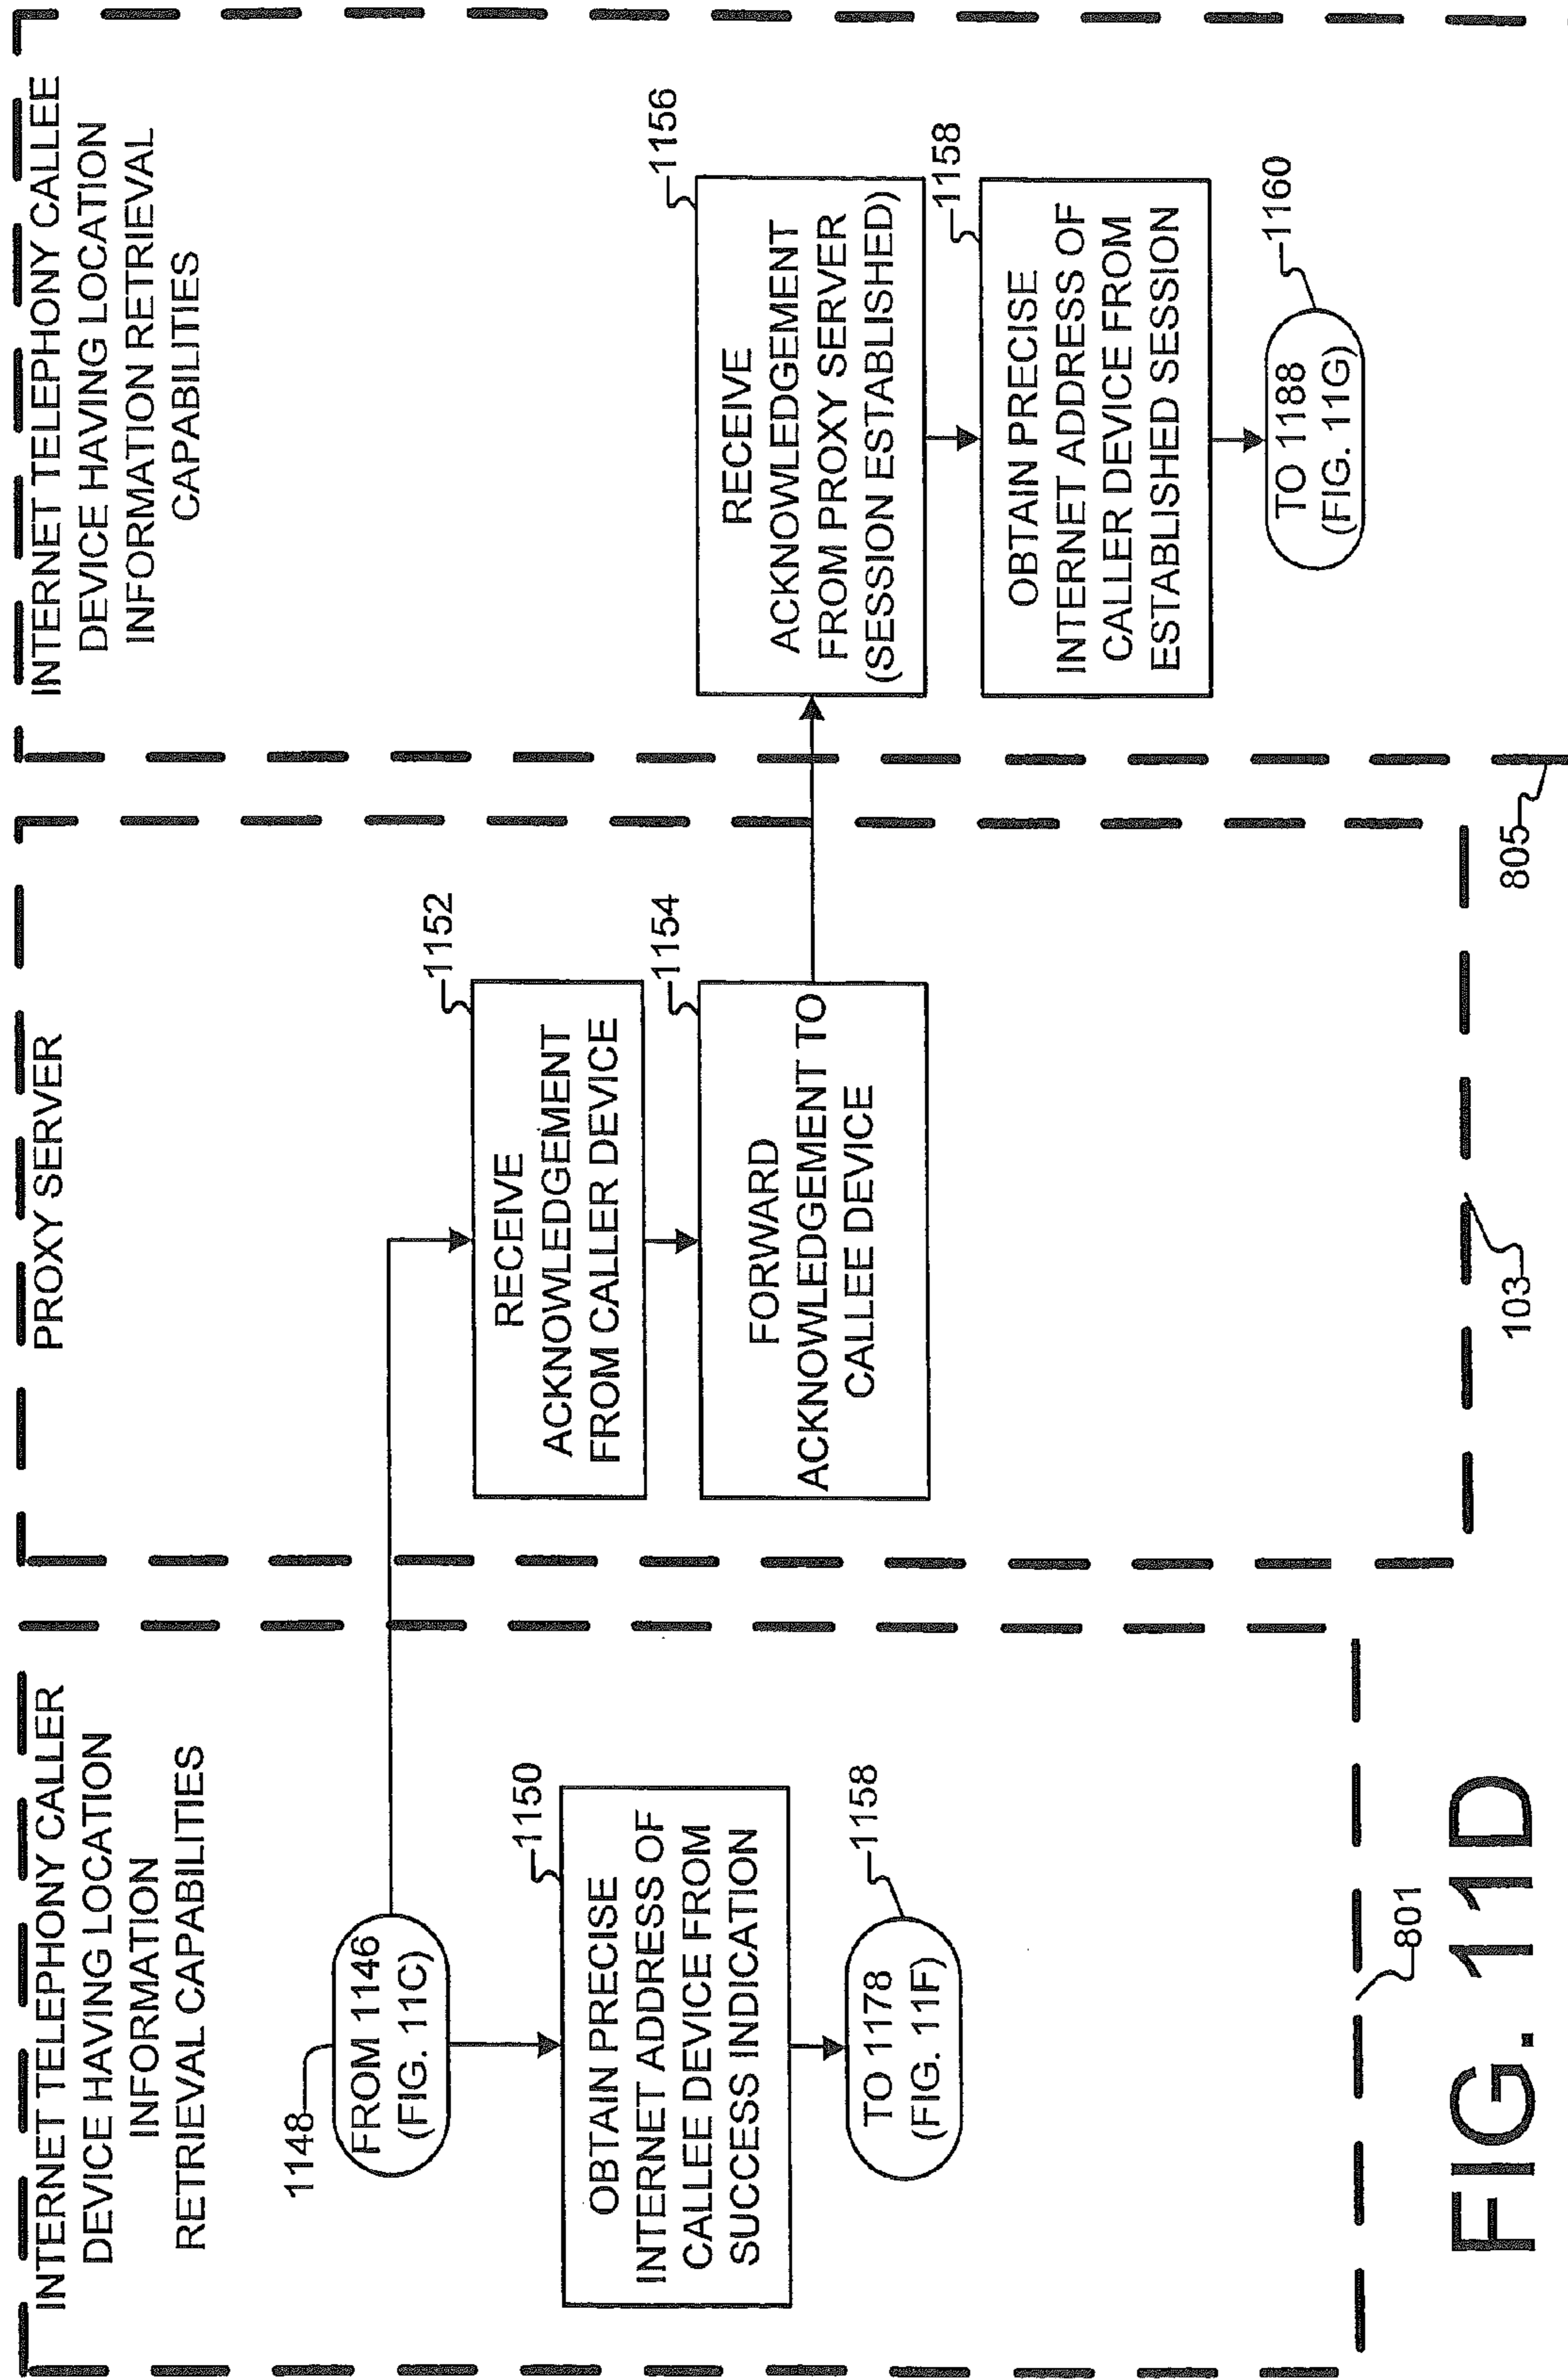 INTERNET TELEPHONY CALLER
DEVICE HAVING LOCATION
INFORMATION
RETRIEVAL CAPABILITIES
1148
FROM 1146
(FIG. 11C)
1150
OBTAIN PRECISE
INTERNET ADDRESS OF
CALLEE DEVICE FROM
SUCCESS INDICATION
1158
TO 1178
(FIG. 11F)
801
PROXY SERVER
1152
RECEIVE
ACKNOWLEDGEMENT
FROM CALLER DEVICE
1154
FORWARD
ACKNOWLEDGEMENT TO
CALLEE DEVICE
103
INTERNET TELEPHONY CALLEE
DEVICE HAVING LOCATION
INFORMATION RETRIEVAL
CAPABILITIES
1156
RECEIVE
ACKNOWLEDGEMENT
FROM PROXY SERVER
(SESSION ESTABLISHED)
1158
OBTAIN PRECISE
INTERNET ADDRESS OF
CALLER DEVICE FROM
ESTABLISHED SESSION
1160
TO 1188
(FIG. 11G)
805
FIG. 11D